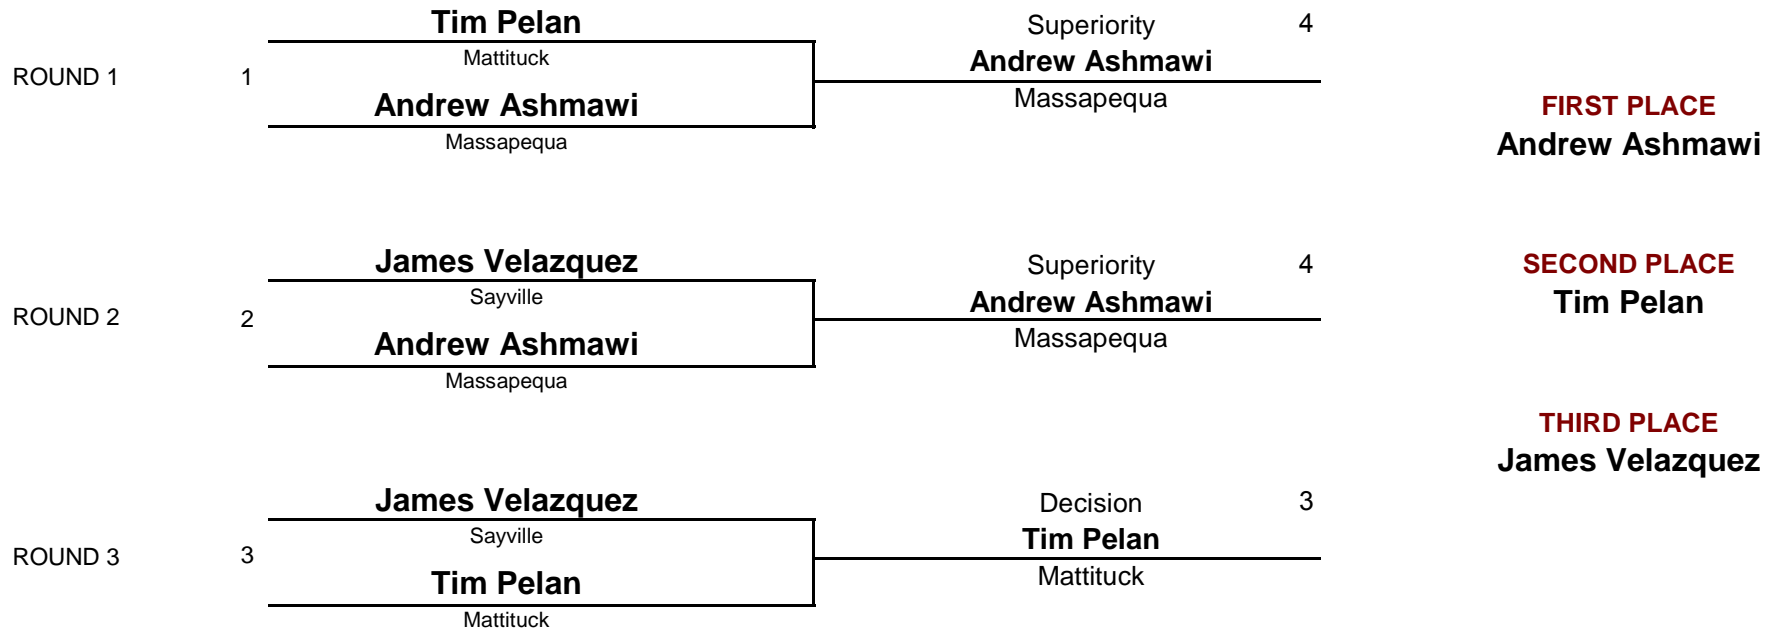 Tim Pelan
Mattituck
ROUND 1
1
Andrew Ashmawi
Massapequa
Superiority 4
Andrew Ashmawi
Massapequa
James Velazquez
Sayville
ROUND 2
2
Andrew Ashmawi
Massapequa
Superiority 4
Andrew Ashmawi
Massapequa
James Velazquez
Sayville
ROUND 3
3
Tim Pelan
Mattituck
Decision 3
Tim Pelan
Mattituck
FIRST PLACE
Andrew Ashmawi
SECOND PLACE
Tim Pelan
THIRD PLACE
James Velazquez